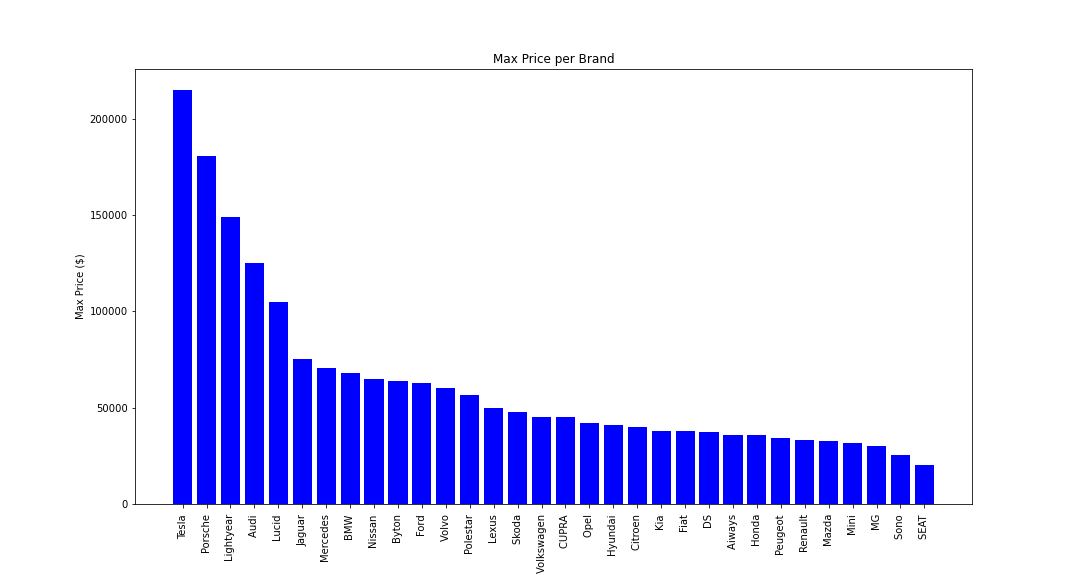 Max Price per Brand
Max Price ($)
200000
150000
100000
50000
0
Tesla
Porsche
Lightyear
Audi
Lucid
Jaguar
Mercedes
BMW
Nissan
Byton
Ford
Volvo
Polestar
Lexus
Skoda
Volkswagen
CUPRA
Opel
Hyundai
Citroen
Kia
Fiat
DS
Aiways
Honda
Peugeot
Renault
Mazda
Mini
MG
Sono
SEAT